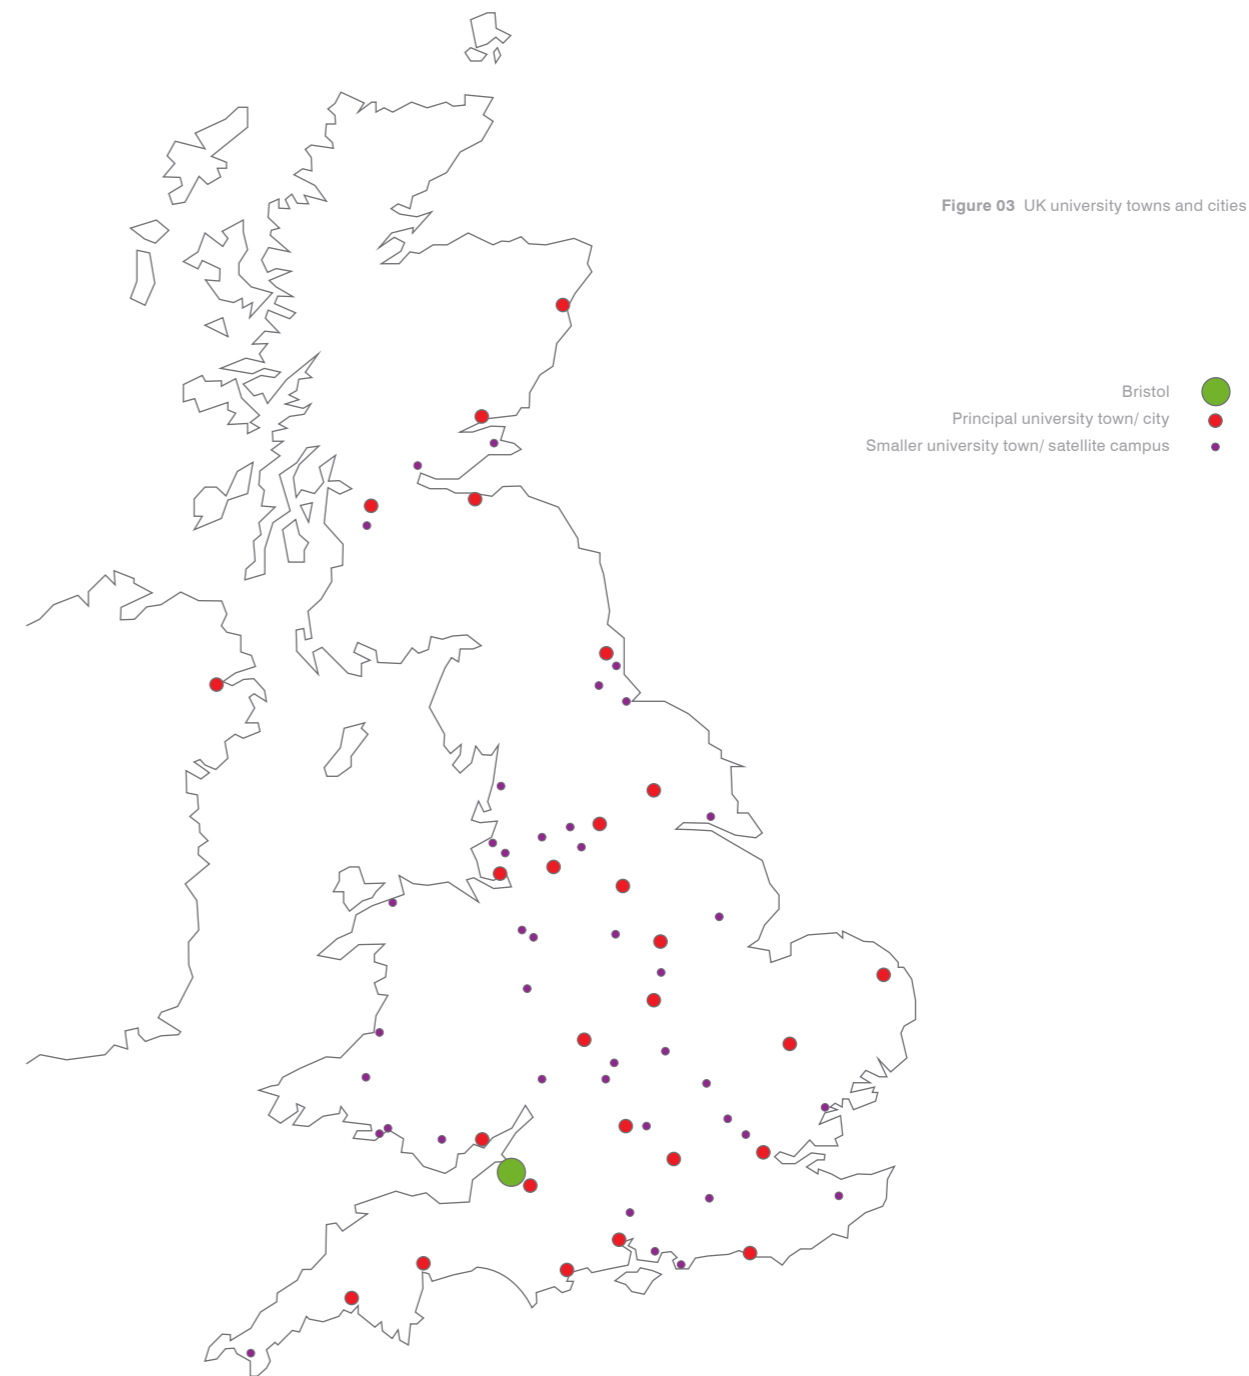 Figure 03 UK university towns and cities
Bristol
Principal university town/ city
Smaller university town/ satellite campus